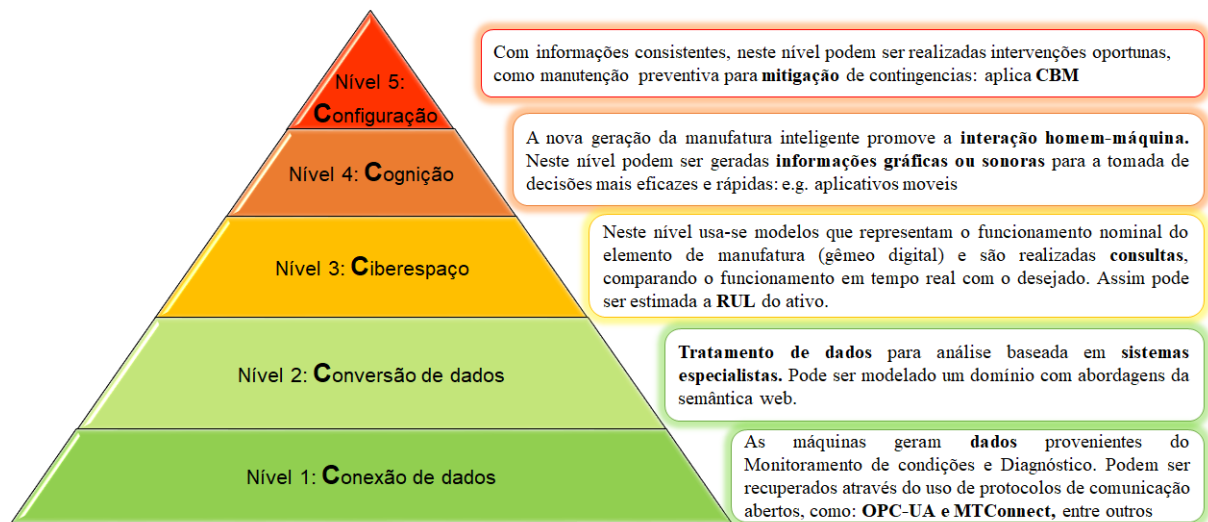 Nível 5:
Configuração
Com informações consistentes, neste nível podem ser realizadas intervenções oportunas,
como manutenção preventiva para mitigação de contingencias: aplica CBM
Nível 4: Cognição
A nova geração da manufatura inteligente promove a interação homem-máquina.
Neste nível podem ser geradas informações gráficas ou sonoras para a tomada de
decisões mais eficazes e rápidas: e.g. aplicativos moveis
Nível 3: Ciberespaço
Neste nível usa-se modelos que representam o funcionamento nominal do
elemento de manufatura (gêmeo digital) e são realizadas consultas,
comparando o funcionamento em tempo real com o desejado. Assim pode
ser estimada a RUL do ativo.
Nível 2: Conversão de dados
Tratamento de dados para análise baseada em sistemas
especialistas. Pode ser modelado um domínio com abordagens da
semântica web.
Nível 1: Conexão de dados
As máquinas geram dados provenientes do
Monitoramento de condições e Diagnóstico. Podem ser
recuperados através do uso de protocolos de comunicação
abertos, como: OPC-UA e MTConnect, entre outros